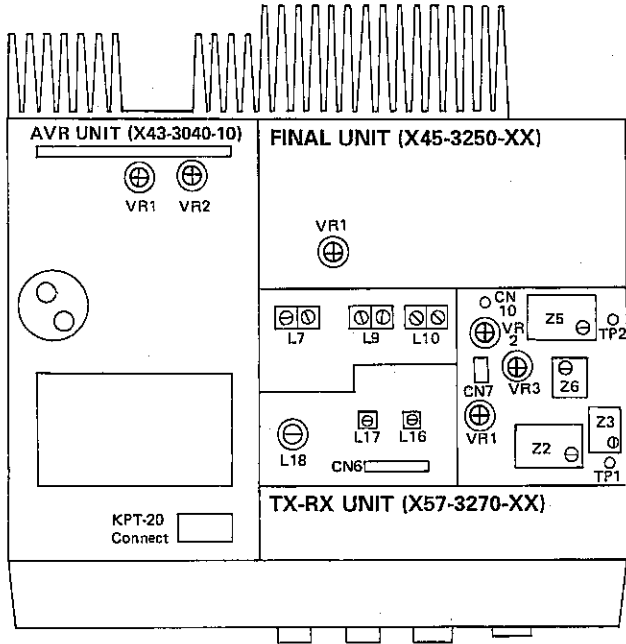 AVR UNIT (X43-3040-10)
FINAL UNIT (X45-3250-XX)
VR1
VR2
VR1
CN
10
VR
2
Z5
TP2
L7
L9
L10
CN7
VR3
Z6
L17
L16
VR1
Z3
L18
Z2
CN6
TP1
KPT-20
Connect
TX-RX UNIT (X57-3270-XX)